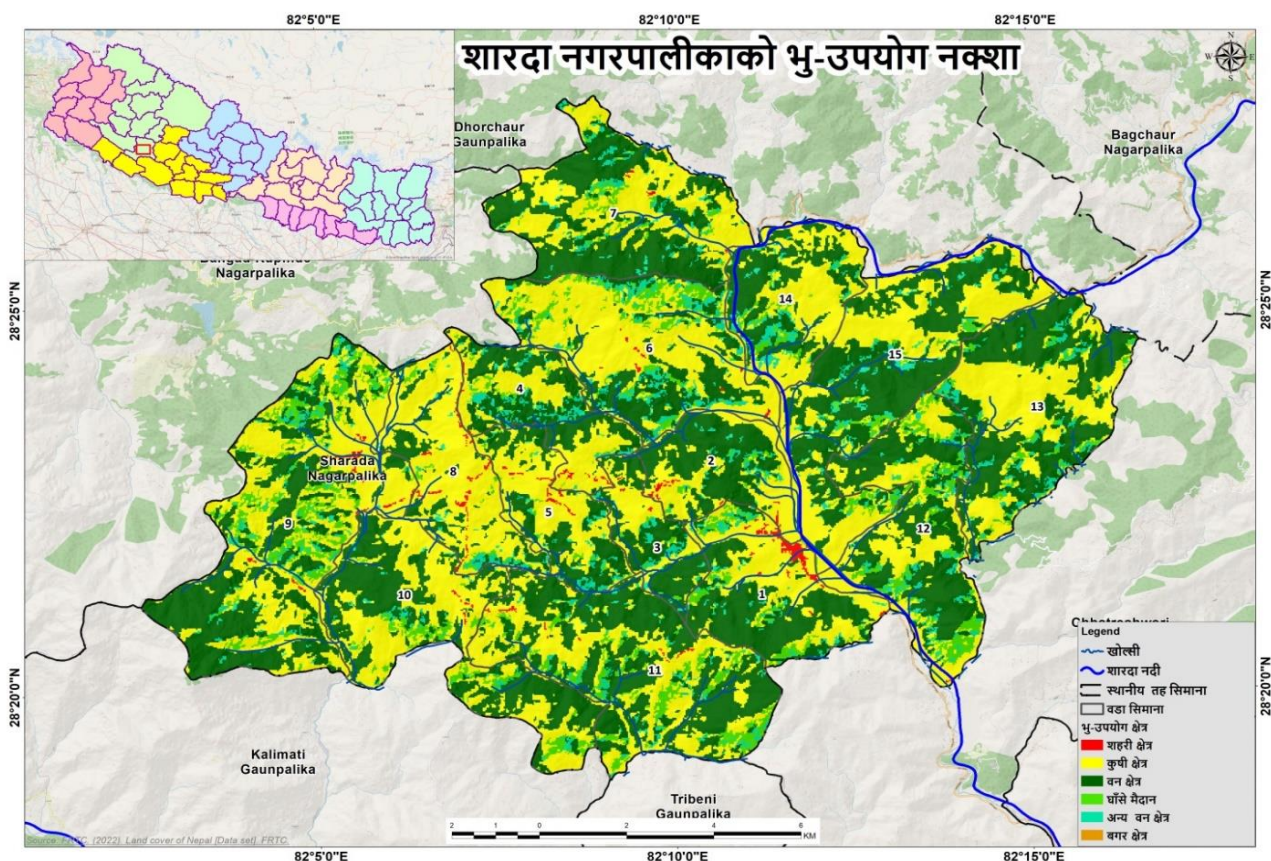 82°5'0"E
82°10'0"E
82°15'0"E
शारदा नगरपालीकाको भु-उपयोग नक्शा
N
W
E
S
Dhorchaur
Gaunpalika
Bagchaur
Nagarpalika
Nagarpalika
28°25'0"N
28°25'0"N
7
14
6
15
4
13
2
Sharada
Nagarpalika
8
5
9
12
3
10
1
11
28°20'0"N
28°20'0"N
Kalimati
Gaunpalika
Tribeni
Gaunpalika
Legend
खोल्सी
शारदा नदी
स्थानीय तह सिमाना
वडा सिमाना
भु-उपयोग क्षेत्र
शहरी क्षेत्र
कुषी क्षेत्र
वन क्षेत्र
घाँसे मैदान
अन्य वन क्षेत्र
बगर क्षेत्र
2 1 0 2 4 6
KM
Source: FRTC. (2022). Land cover of Nepal [Data set]. FRTC.
82°5'0"E
82°10'0"E
82°15'0"E